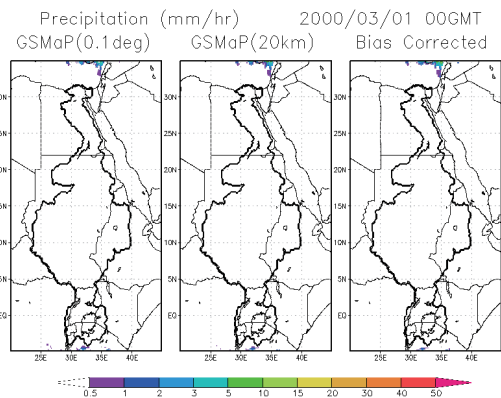 Precipitation (mm/hr) 2000/03/01 00GMT
GSMaP(0.1deg) GSMaP(20km) Bias Corrected
30N 30N 30N
25N 25N 25N
20N 20N 20N
15N 15N 15N
10N 10N 10N
5N 5N 5N
EQ EQ EQ
25E 30E 35E 40E 25E 30E 35E 40E 25E 30E 35E 40E
0.5 1 2 3 5 10 15 20 30 40 50